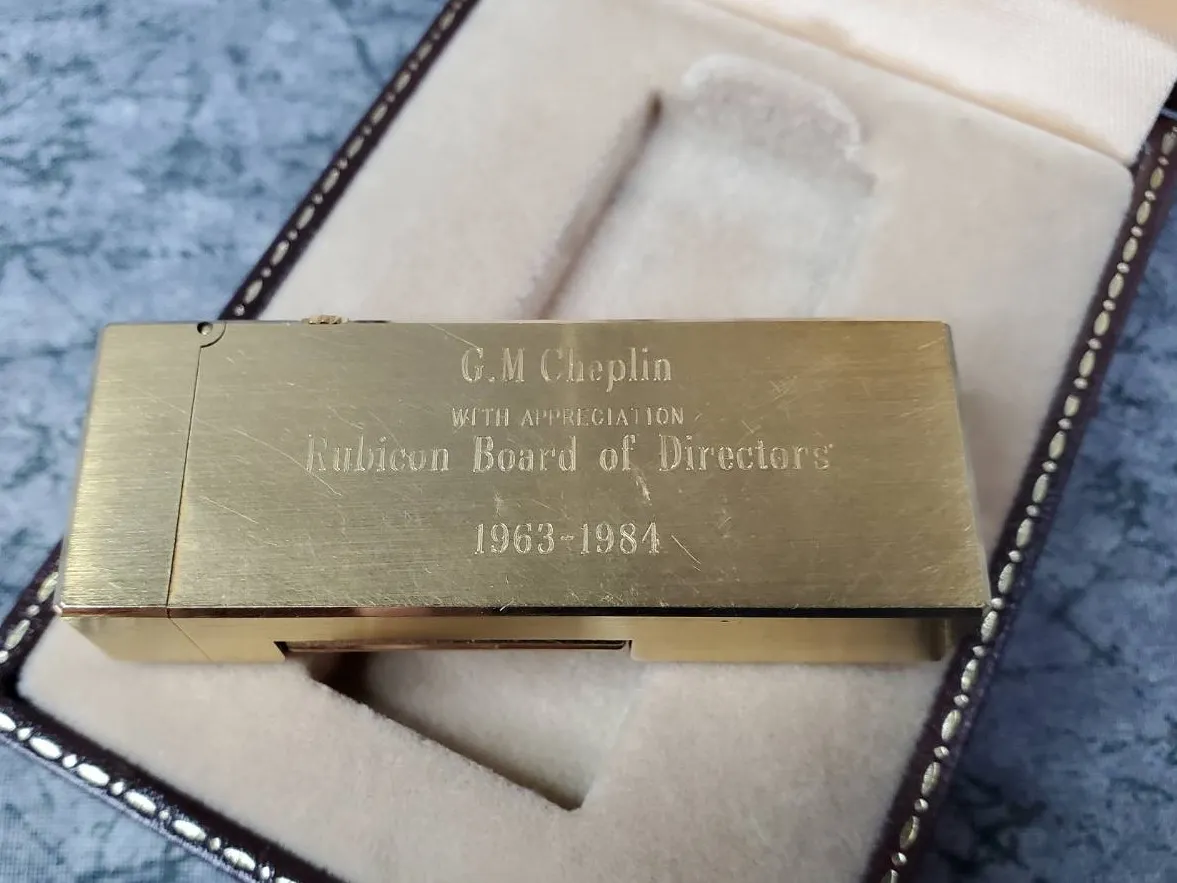 G.M Cheplin
WITH APPRECIATION
Rubicon Board of Directors
1963-1984